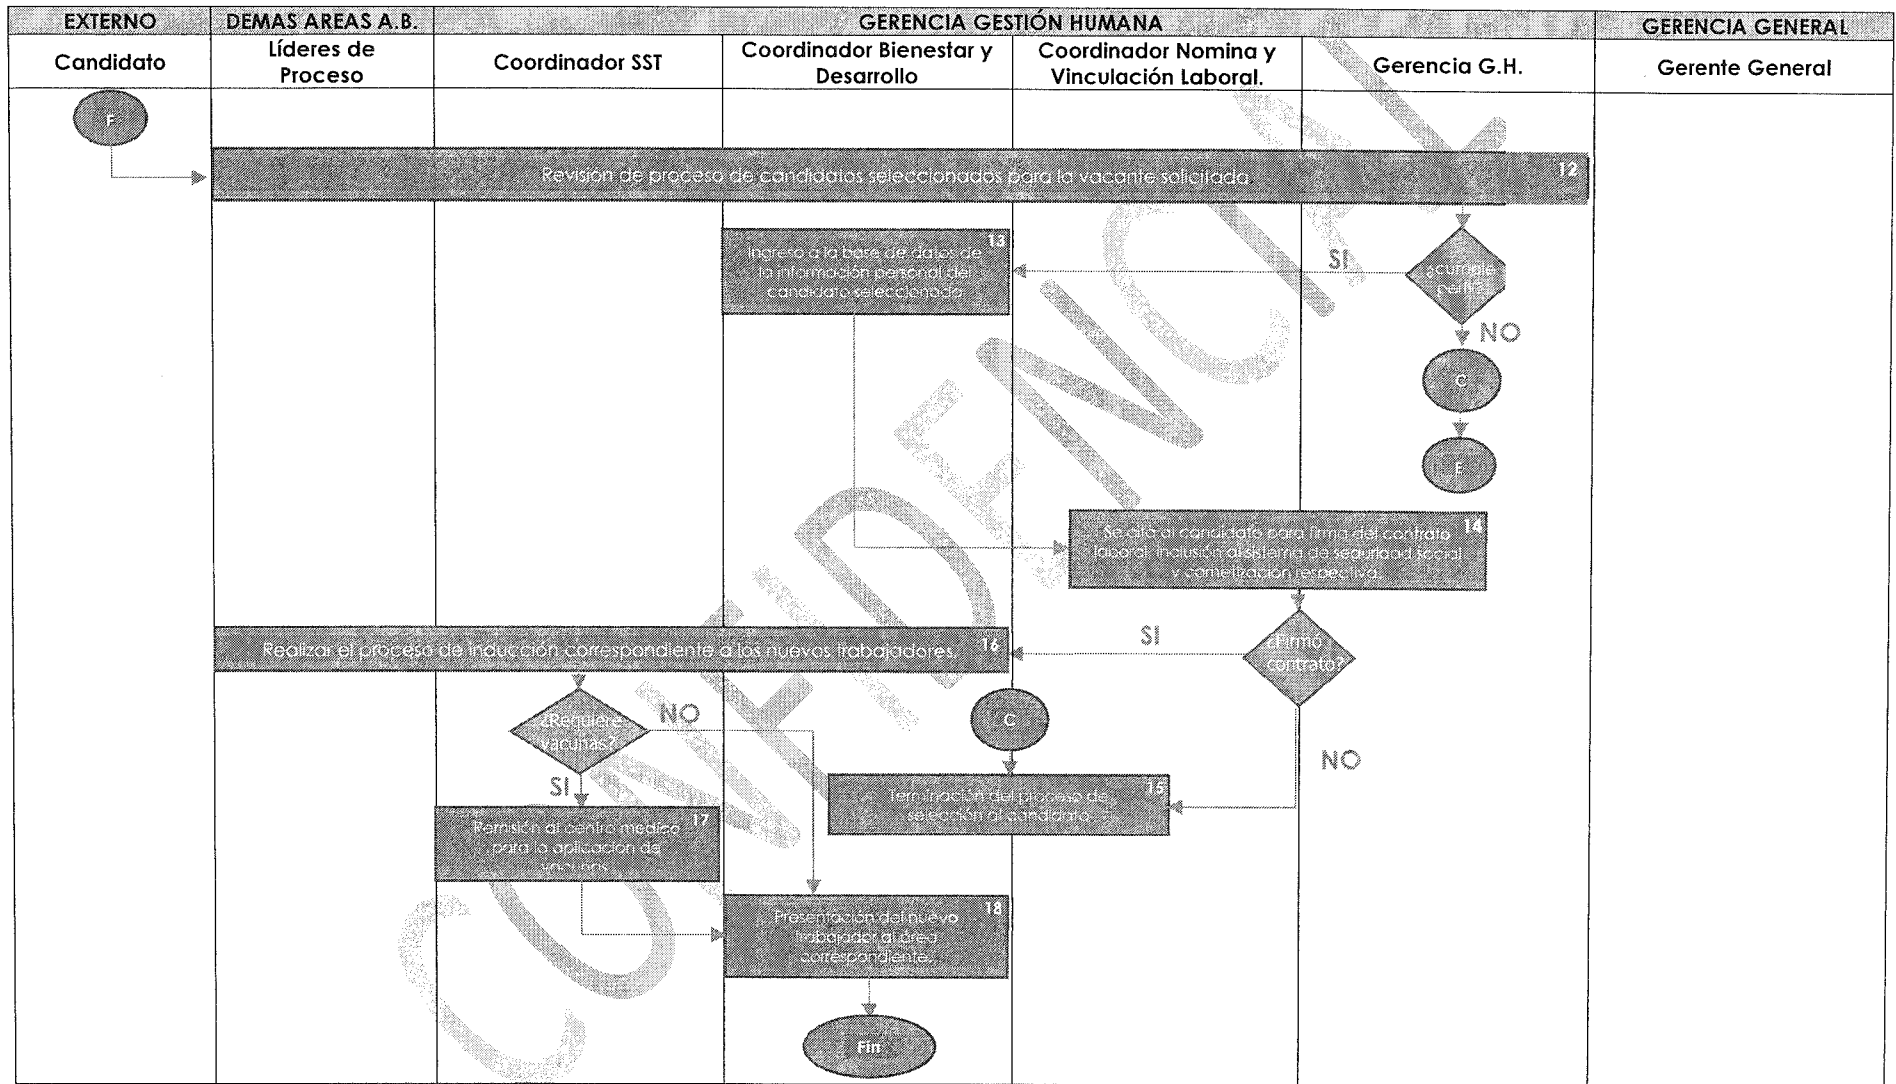 EXTERNO
DEMAS AREAS A.B.
GERENCIA GESTIÓN HUMANA
GERENCIA GENERAL
Candidato
Líderes de
Proceso
Coordinador SST
Coordinador Bienestar y
Desarrollo
Coordinador Nomina y
Vinculación Laboral.
Gerencia G.H.
Gerente General
F
Revisión de proceso de candidatos seleccionados para la vacante solicitada.
12
13
Ingreso a la base de datos de
la información personal del
candidato seleccionado
SI
¿cumple
perfil?
NO
C
E
14
Se cita al candidato para firma del contrato
laboral, inclusión al sistema de seguridad social
y carnetización respectiva.
Realizar el proceso de inducción correspondiente a los nuevos trabajadores.
16
SI
¿Firmó
contrato?
¿Requiere
vacunas?
NO
C
NO
SI
15
Terminación del proceso de
selección al candidato
17
Remisión al centro medico
para la aplicación de
vacunas
18
Presentación del nuevo
trabajador al área
correspondiente.
Fin
CONFIDENCIAL